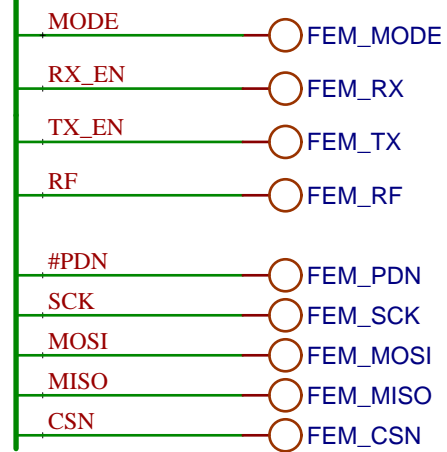 MODE FEM_MODE
RX_EN FEM_RX
TX_EN FEM_TX
RF FEM_RF
#PDN FEM_PDN
SCK FEM_SCK
MOSI FEM_MOSI
MISO FEM_MISO
CSN FEM_CSN